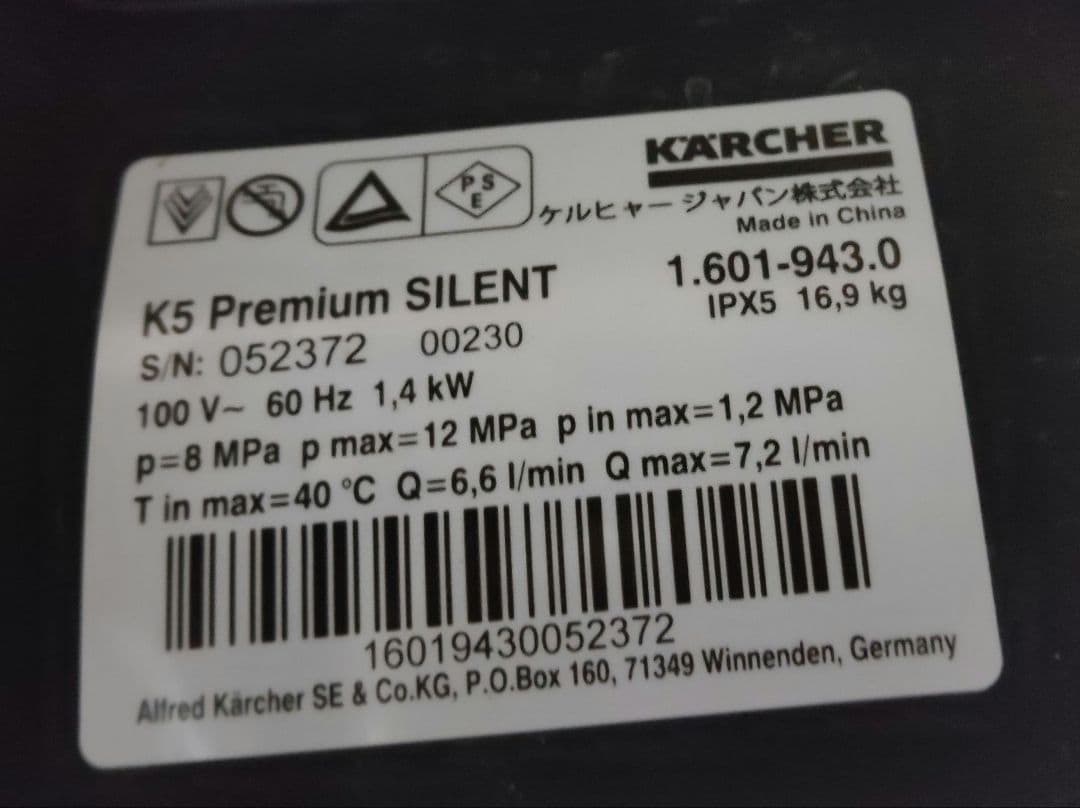 KÄRCHER
PS
E
ケルヒャー ジャパン株式会社
Made in China
K5 Premium SILENT
1.601-943.0
S/N: 052372 00230
IPX5 16,9 kg
100 V~ 60 Hz 1,4 kW
p=8 MPa p max=12 MPa p in max=1,2 MPa
T in max=40 °C Q=6,6 l/min Q max=7,2 l/min
16019430052372
Alfred Kärcher SE & Co.KG, P.O.Box 160, 71349 Winnenden, Germany